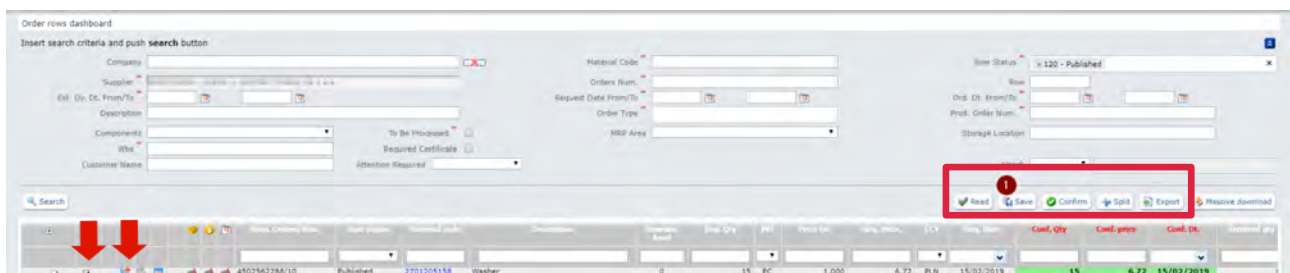 Order rows dashboard
Insert search criteria and push search button
Company Material Code Item Status × 120 - Published ×
Supplier Orders Num. Row
Dt. From/To Request Date From/To Ord. Dt. From/To
Description Order Type Prod. Order Num.
Components To Be Processed MRP Area Storage Location
Wbs Required Certificate
Customer Name Attention Required
1
Search Read Save Confirm Split Export Massive download
Conf. Qty Conf. price Conf. Dt.
4502562288/10 Published 2701205158 Washer 0 15 PC 1,000 6,72 PLN 15/02/2019 15 6,72 15/02/2019